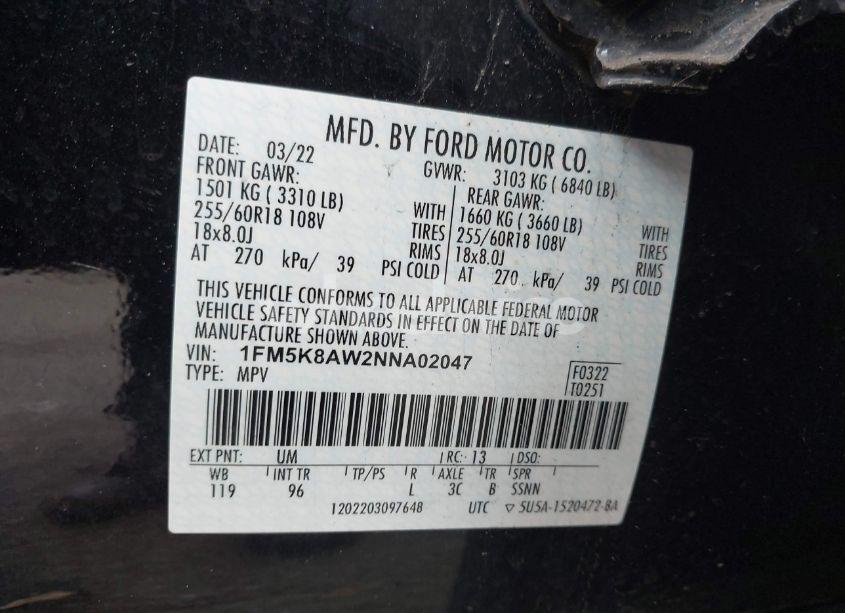 MFD. BY FORD MOTOR CO.
DATE: 03/22 GVWR: 3103 KG ( 6840 LB)
FRONT GAWR: REAR GAWR:
1501 KG ( 3310 LB) WITH 1660 KG ( 3660 LB) WITH
255/60R18 108V TIRES 255/60R18 108V TIRES
18x8.0J RIMS 18x8.0J RIMS
AT 270 kPa/ 39 PSI COLD AT 270 kPa/ 39 PSI COLD
THIS VEHICLE CONFORMS TO ALL APPLICABLE FEDERAL MOTOR
VEHICLE SAFETY STANDARDS IN EFFECT ON THE DATE OF
MANUFACTURE SHOWN ABOVE.
VIN: 1FM5K8AW2NNA02047
TYPE: MPV
F0322
T0251
EXT PNT: UM RC: 13 DSO:
WB INT TR TP/PS R AXLE TR SPR
119 96 L 3C B SSNN
1202203097648 UTC ▽ 5U5A-1520472-BA